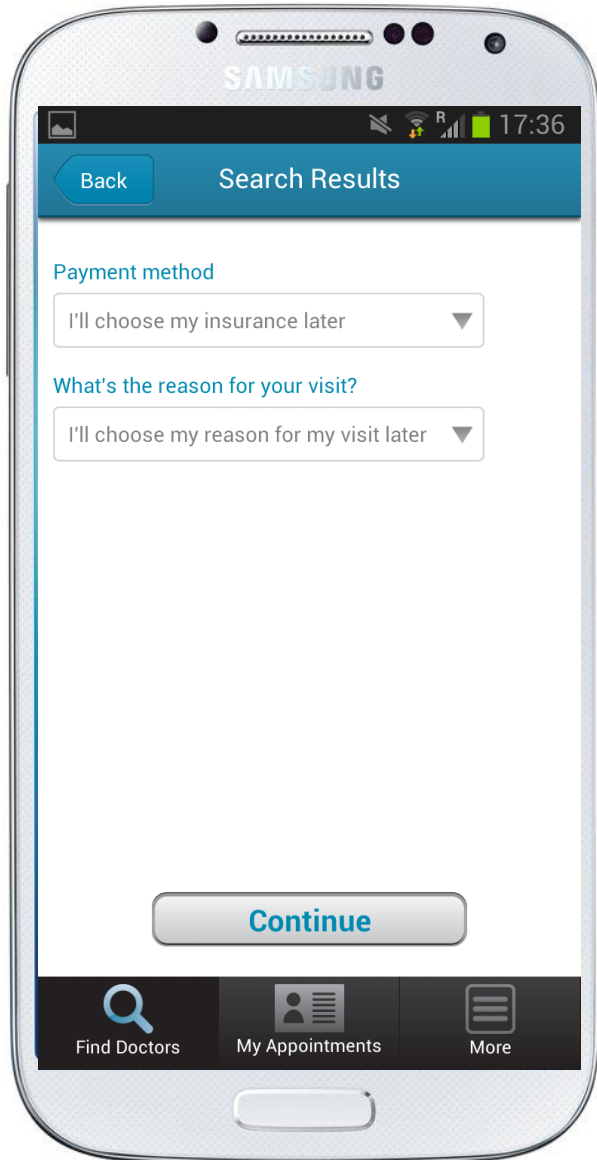 SAMSUNG
R 17:36
Back Search Results
Payment method
I'll choose my insurance later
What's the reason for your visit?
I'll choose my reason for my visit later
Continue
Find Doctors My Appointments More